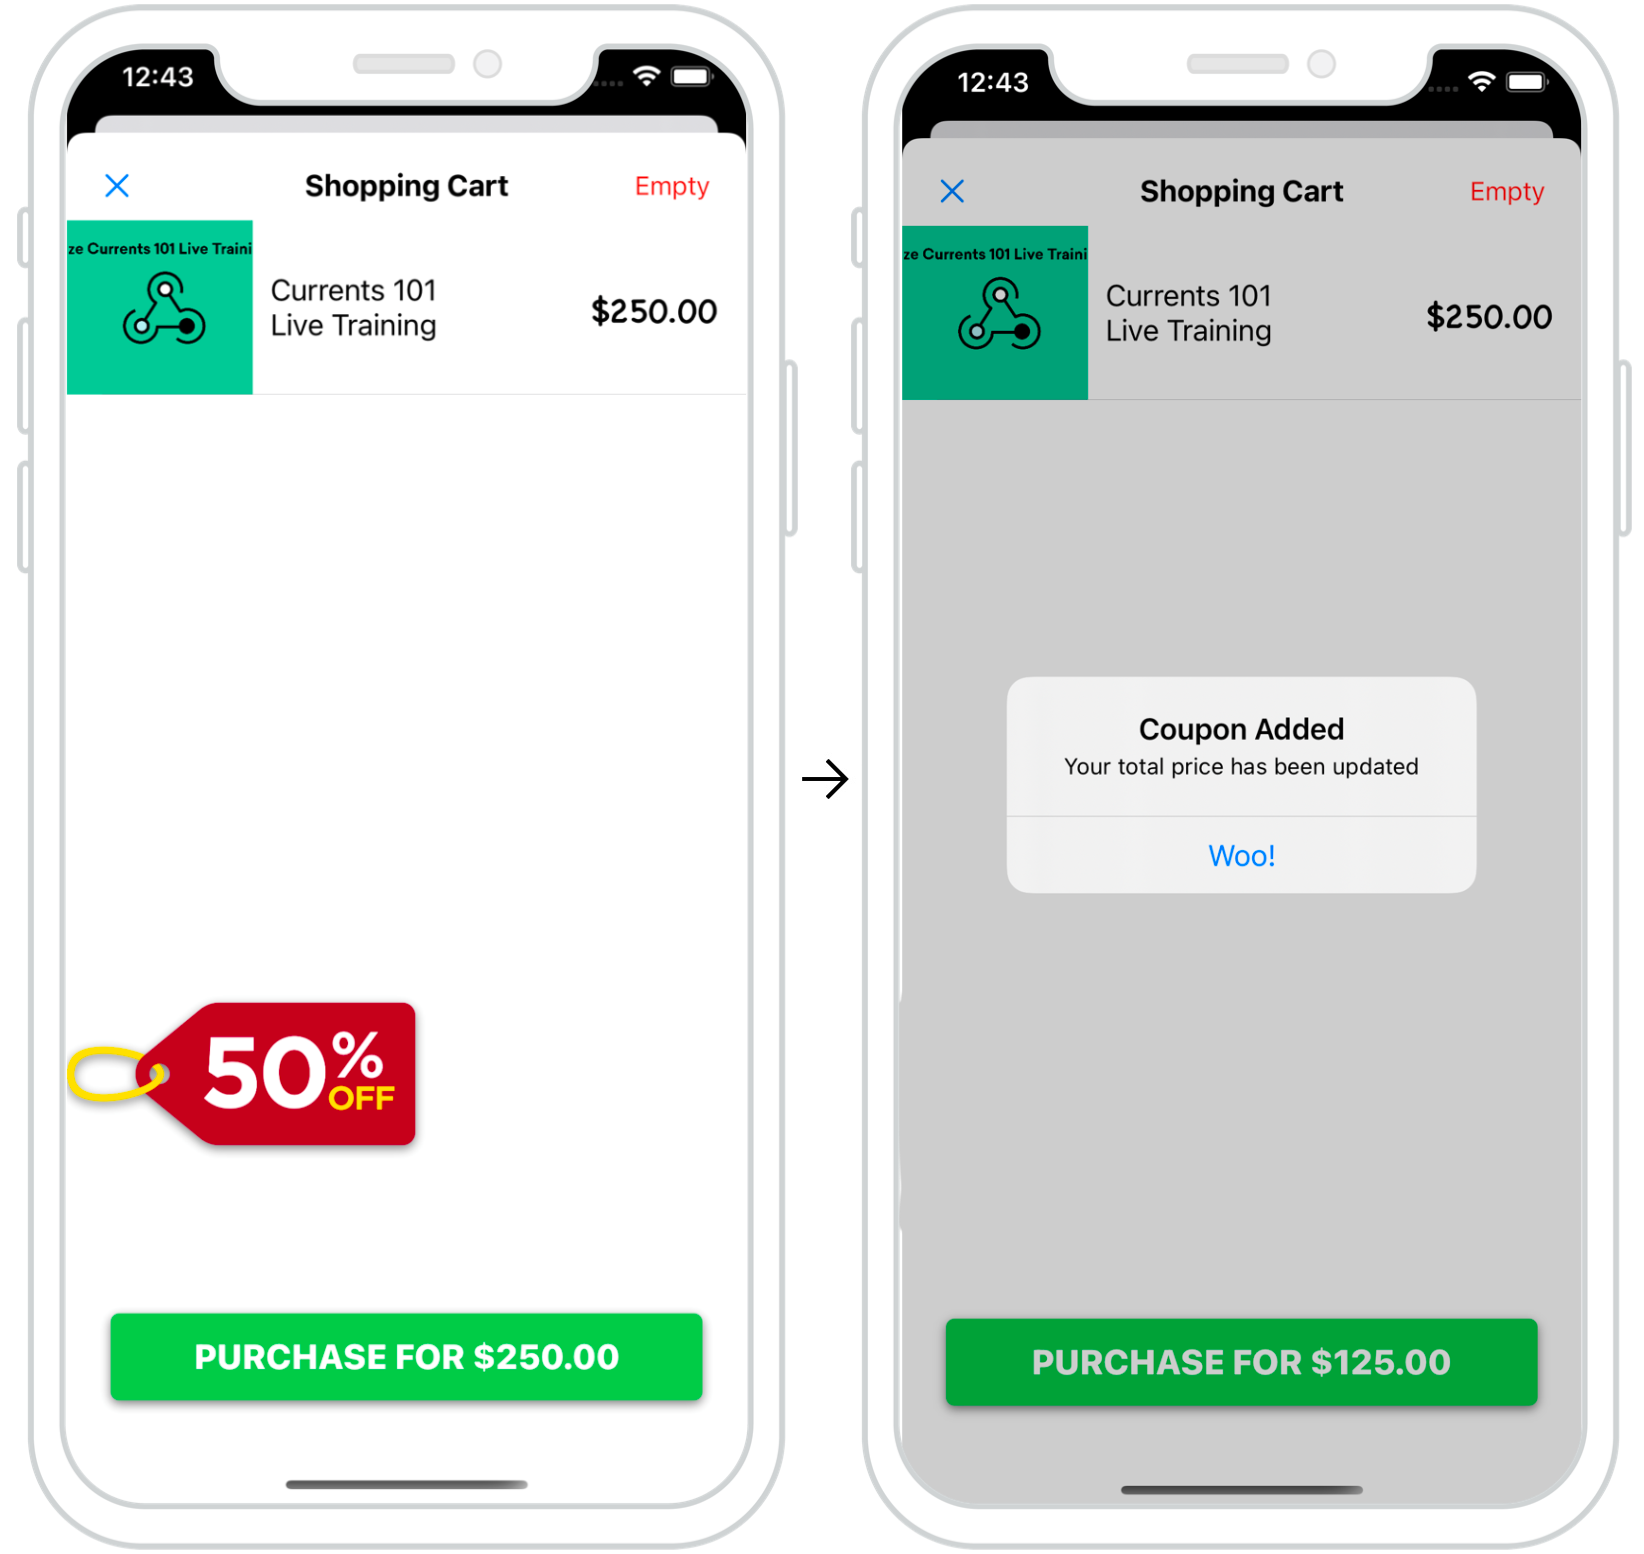 12:43
Shopping Cart
Empty
ze Currents 101 Live Traini
Currents 101
Live Training
$250.00
50%
OFF
PURCHASE FOR $250.00
12:43
Shopping Cart
Empty
ze Currents 101 Live Traini
Currents 101
Live Training
$250.00
Coupon Added
Your total price has been updated
Woo!
PURCHASE FOR $125.00